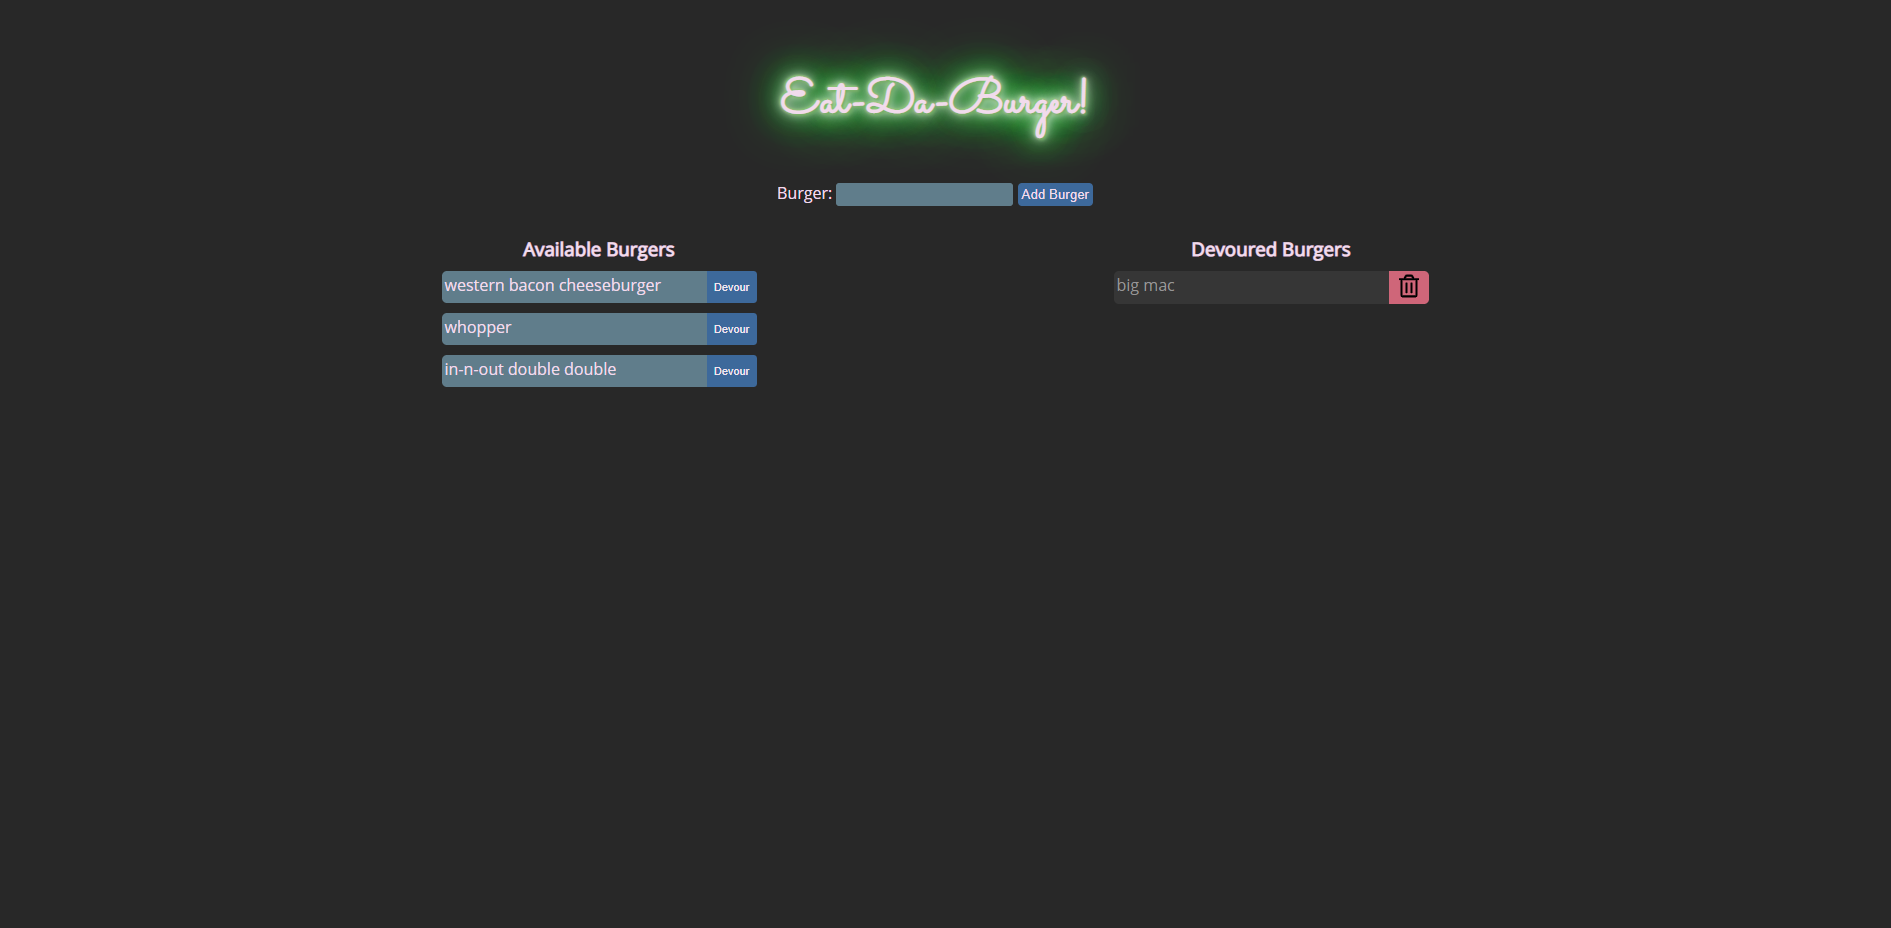 Eat-Da-Burger!
Burger: Add Burger
Available Burgers
western bacon cheeseburger Devour
whopper Devour
in-n-out double double Devour
Devoured Burgers
big mac